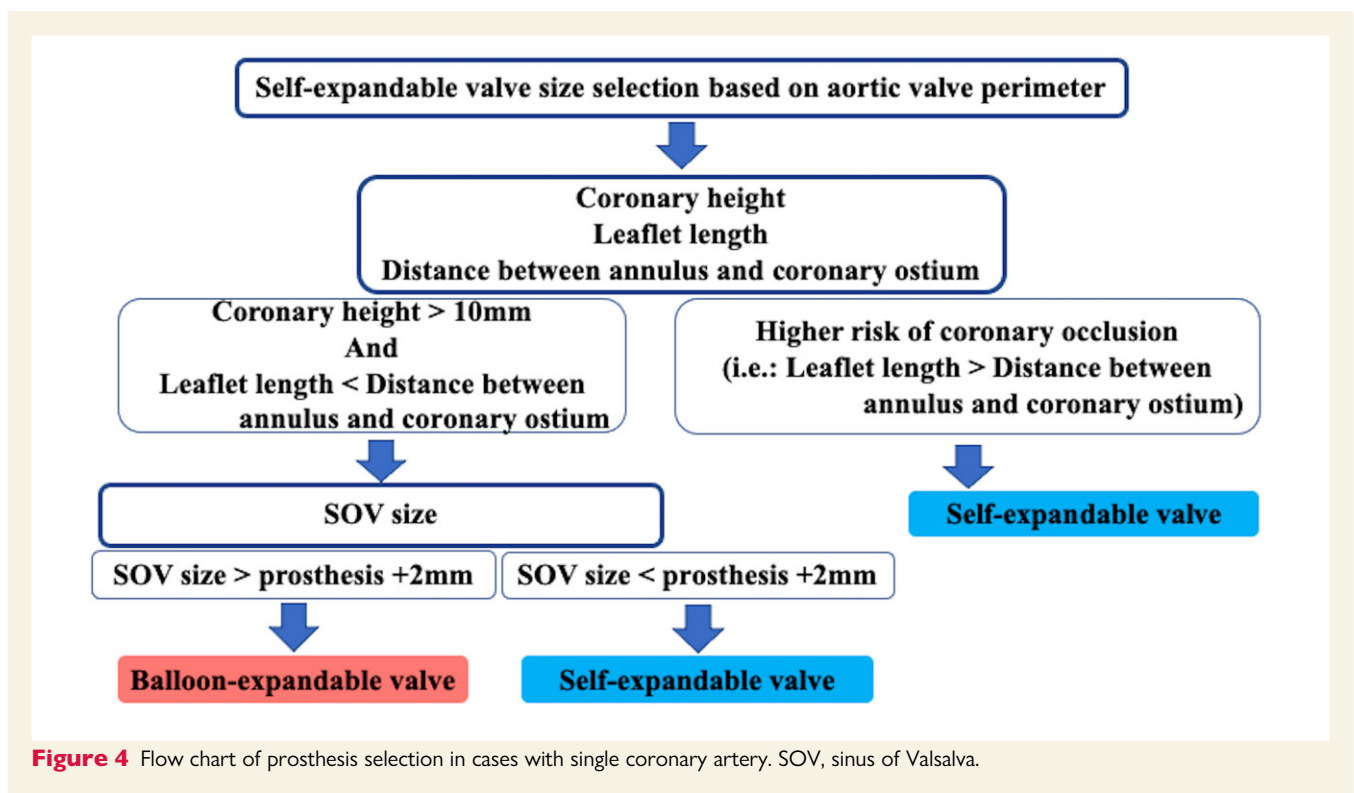 Self-expandable valve size selection based on aortic valve perimeter
Coronary height
Leaflet length
Distance between annulus and coronary ostium
Coronary height > 10mm
And
Leaflet length < Distance between
annulus and coronary ostium
Higher risk of coronary occlusion
(i.e.: Leaflet length > Distance between
annulus and coronary ostium)
SOV size
Self-expandable valve
SOV size > prosthesis +2mm
SOV size < prosthesis +2mm
Balloon-expandable valve
Self-expandable valve
Figure 4 Flow chart of prosthesis selection in cases with single coronary artery. SOV, sinus of Valsalva.